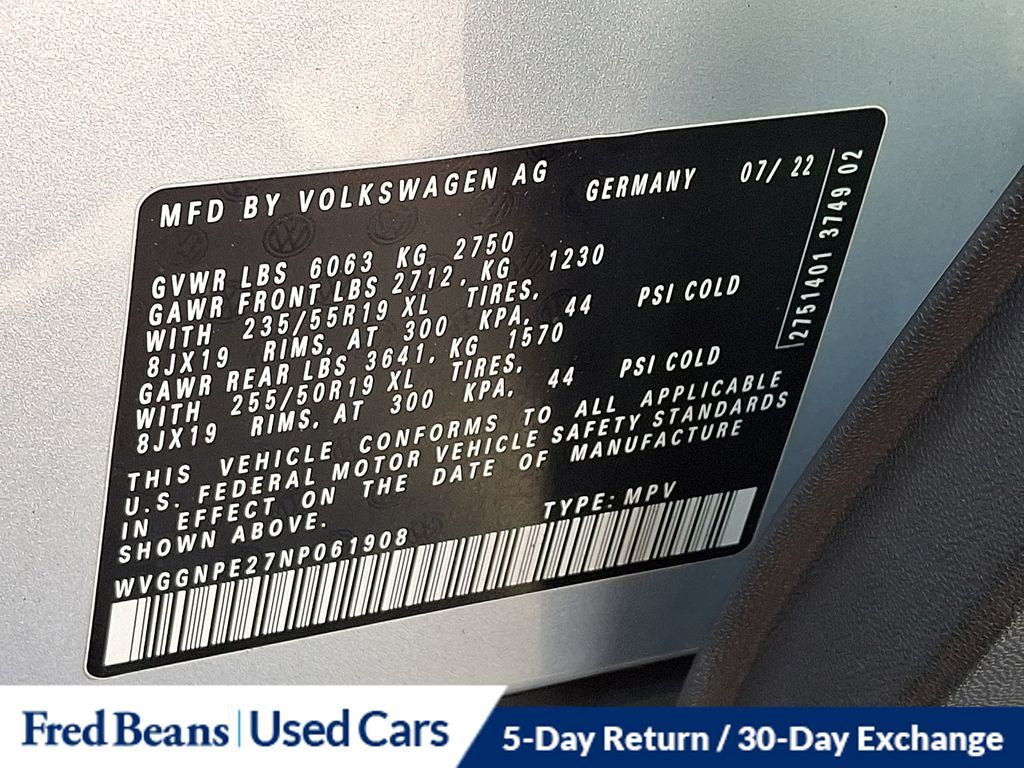 MFD BY VOLKSWAGEN AG GERMANY 07/ 22
GVWR LBS 6063 KG 2750
GAWR FRONT LBS 2712, KG 1230
WITH 235/55R19 XL TIRES,
8JX19 RIMS, AT 300 KPA, 44 PSI COLD
GAWR REAR LBS 3641, KG 1570
WITH 255/50R19 XL TIRES,
8JX19 RIMS, AT 300 KPA, 44 PSI COLD
THIS VEHICLE CONFORMS TO ALL APPLICABLE
U.S. FEDERAL MOTOR VEHICLE SAFETY STANDARDS
IN EFFECT ON THE DATE OF MANUFACTURE
SHOWN ABOVE.
TYPE: MPV
WVGGNPE27NP061908
2751401 3749 02
Fred Beans | Used Cars
5-Day Return / 30-Day Exchange